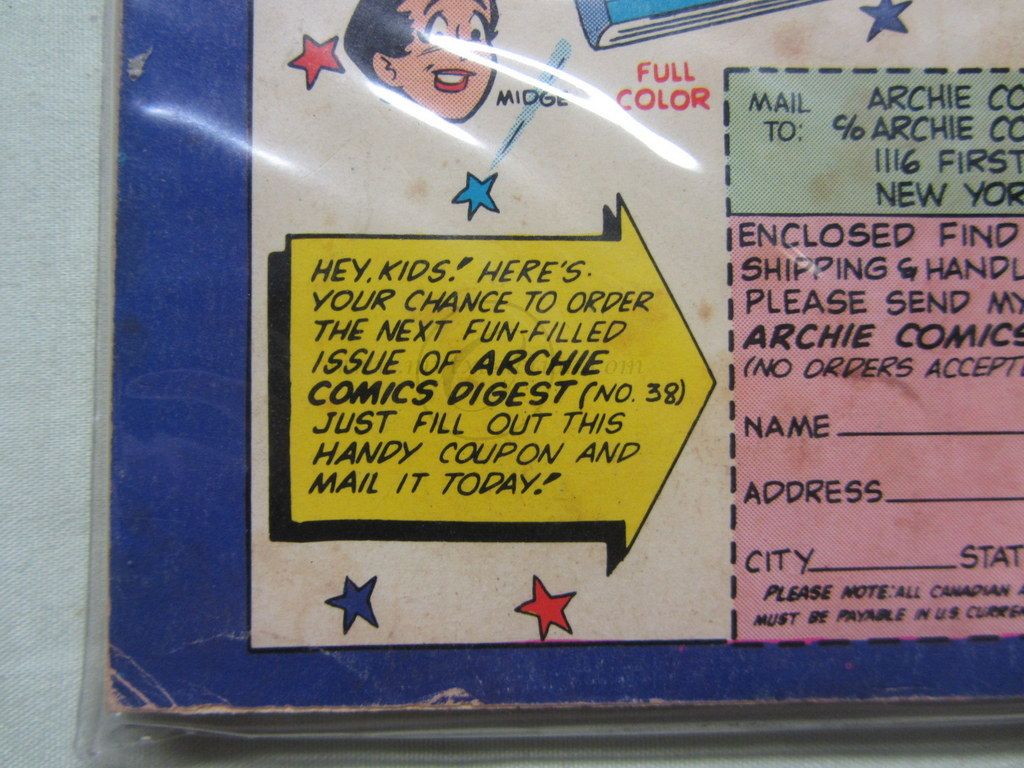 MIDGE
FULL
COLOR
HEY, KIDS! HERE'S
YOUR CHANCE TO ORDER
THE NEXT FUN-FILLED
ISSUE OF ARCHIE
COMICS DIGEST (NO. 38)
JUST FILL OUT THIS
HANDY COUPON AND
MAIL IT TODAY!
MAIL
TO:
ARCHIE CO
C/O ARCHIE CO
1116 FIRST
NEW YOR
ENCLOSED FIND
SHIPPING & HANDL
PLEASE SEND MY
ARCHIE COMICS
(NO ORDERS ACCEPTE
NAME
ADDRESS
CITY STAT
PLEASE NOTE: ALL CANADIAN
MUST BE PAYABLE IN U.S. CURRE